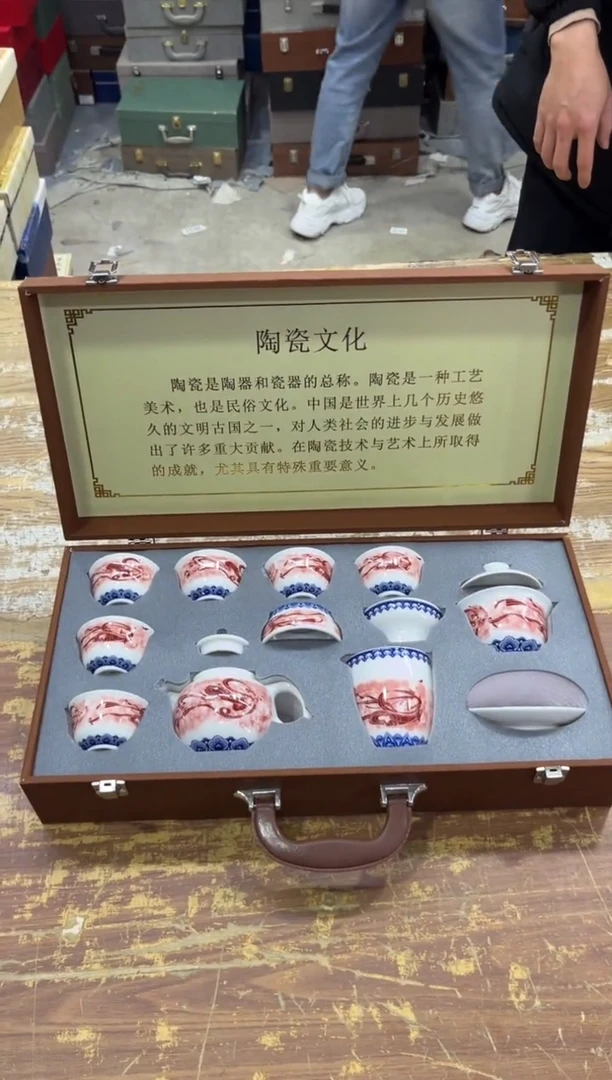 陶瓷文化
陶瓷是陶器和瓷器的总称。陶瓷是一种工艺
美术，也是民俗文化。中国是世界上几个历史悠
久的文明古国之一，对人类社会的进步与发展做
出了许多重大贡献。在陶瓷技术与艺术上所取得
的成就，尤其具有特殊重要意义。